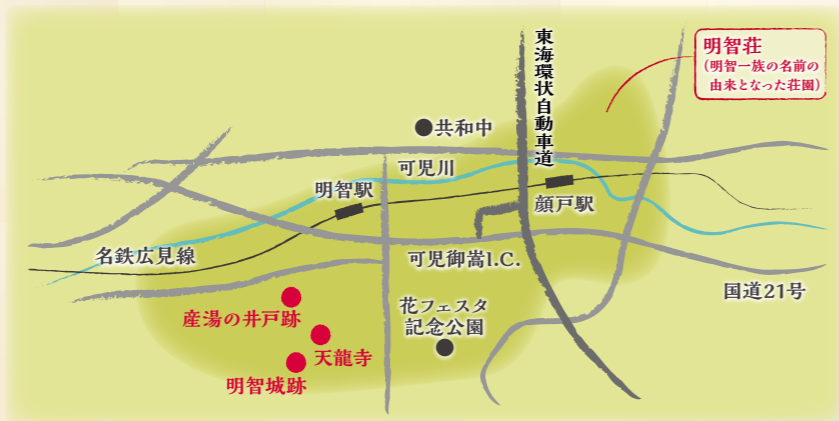 明智荘
(明智一族の名前の
由来となった荘園)
東海環状自動車道
共和中
可児川
明智駅
顔戸駅
名鉄広見線
可児御嵩I.C.
国道21号
産湯の井戸跡
花フェスタ
記念公園
天龍寺
明智城跡